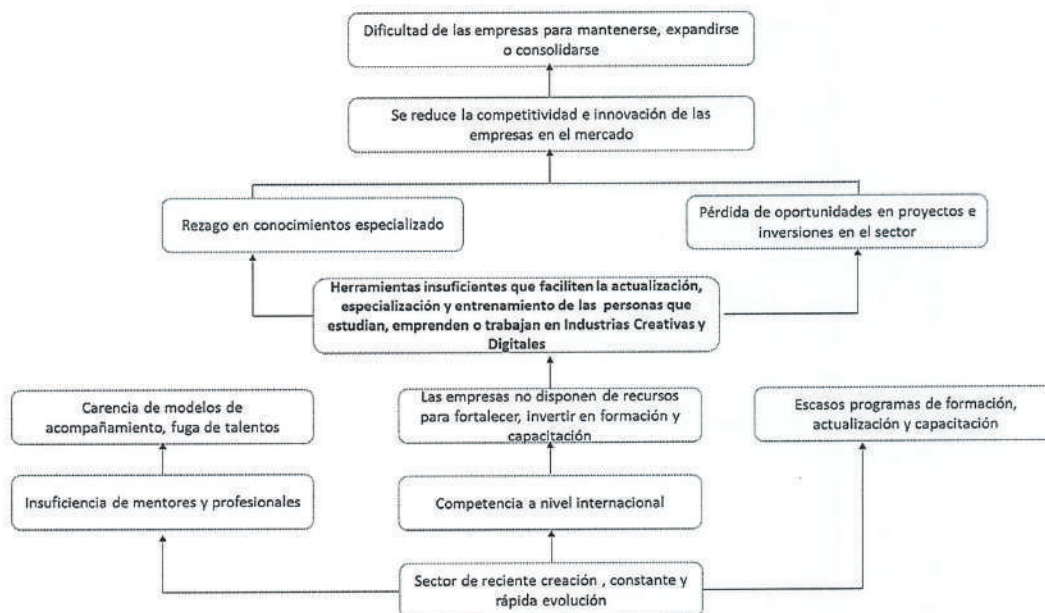 Dificultad de las empresas para mantenerse, expandirse
o consolidarse
Se reduce la competitividad e innovación de las
empresas en el mercado
Rezago en conocimientos especializado
Pérdida de oportunidades en proyectos e
inversiones en el sector
Herramientas insuficientes que faciliten la actualización,
especialización y entrenamiento de las personas que
estudian, emprenden o trabajan en Industrias Creativas y
Digitales
Carencia de modelos de
acompañamiento, fuga de talentos
Las empresas no disponen de recursos
para fortalecer, invertir en formación y
capacitación
Escasos programas de formación,
actualización y capacitación
Insuficiencia de mentores y profesionales
Competencia a nivel internacional
Sector de reciente creación , constante y
rápida evolución